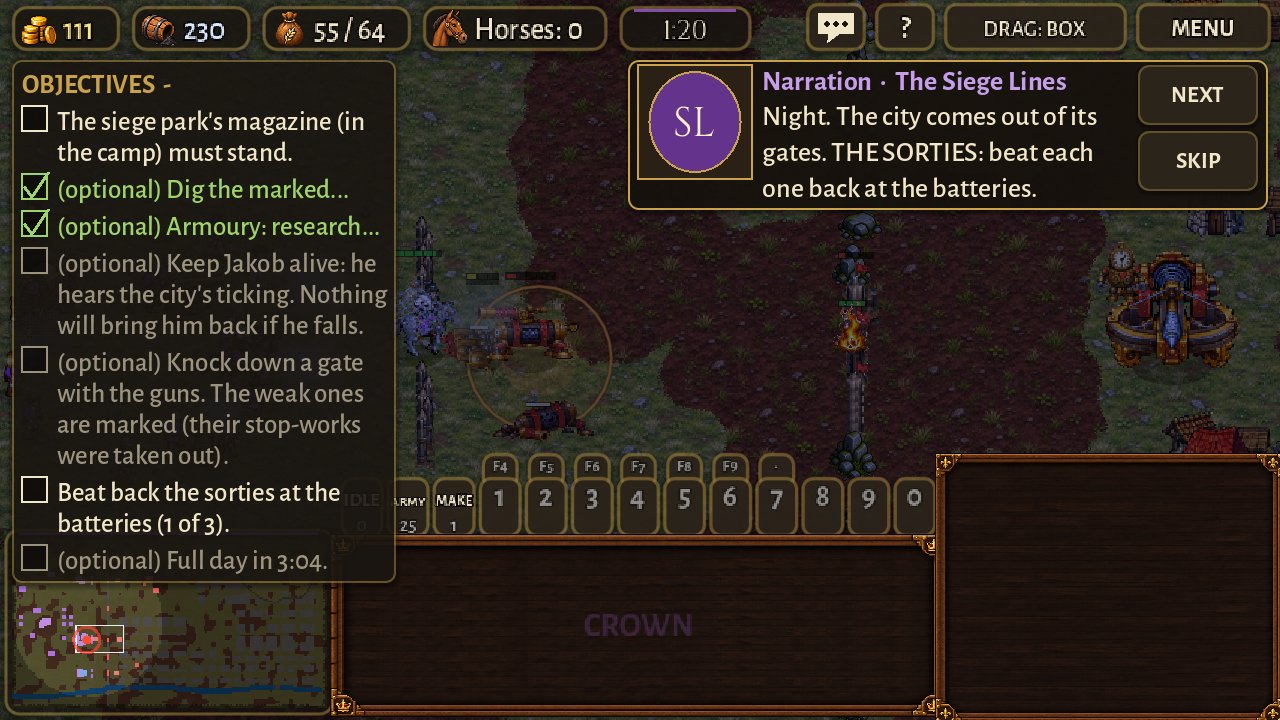 111
230
55 / 64
Horses: 0
1:20
?
DRAG: BOX
MENU
OBJECTIVES -
The siege park's magazine (in
the camp) must stand.
(optional) Dig the marked...
(optional) Armoury: research...
(optional) Keep Jakob alive: he
hears the city's ticking. Nothing
will bring him back if he falls.
(optional) Knock down a gate
with the guns. The weak ones
are marked (their stop-works
were taken out).
Beat back the sorties at the
batteries (1 of 3).
(optional) Full day in 3:04.
SL
Narration · The Siege Lines
Night. The city comes out of its
gates. THE SORTIES: beat each
one back at the batteries.
NEXT
SKIP
F4 F5 F6 F7 F8 F9
IDLE ARMY MAKE 1 2 3 4 5 6 7 8 9 0
0 25 1
CROWN